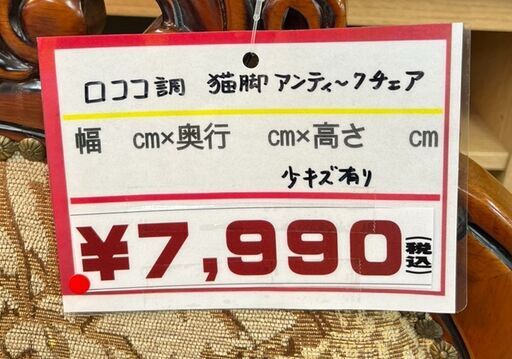 ロココ調 猫脚アンティークチェア
幅 cm×奥行 cm×高さ cm
少キズ有り
¥7,990(税込)